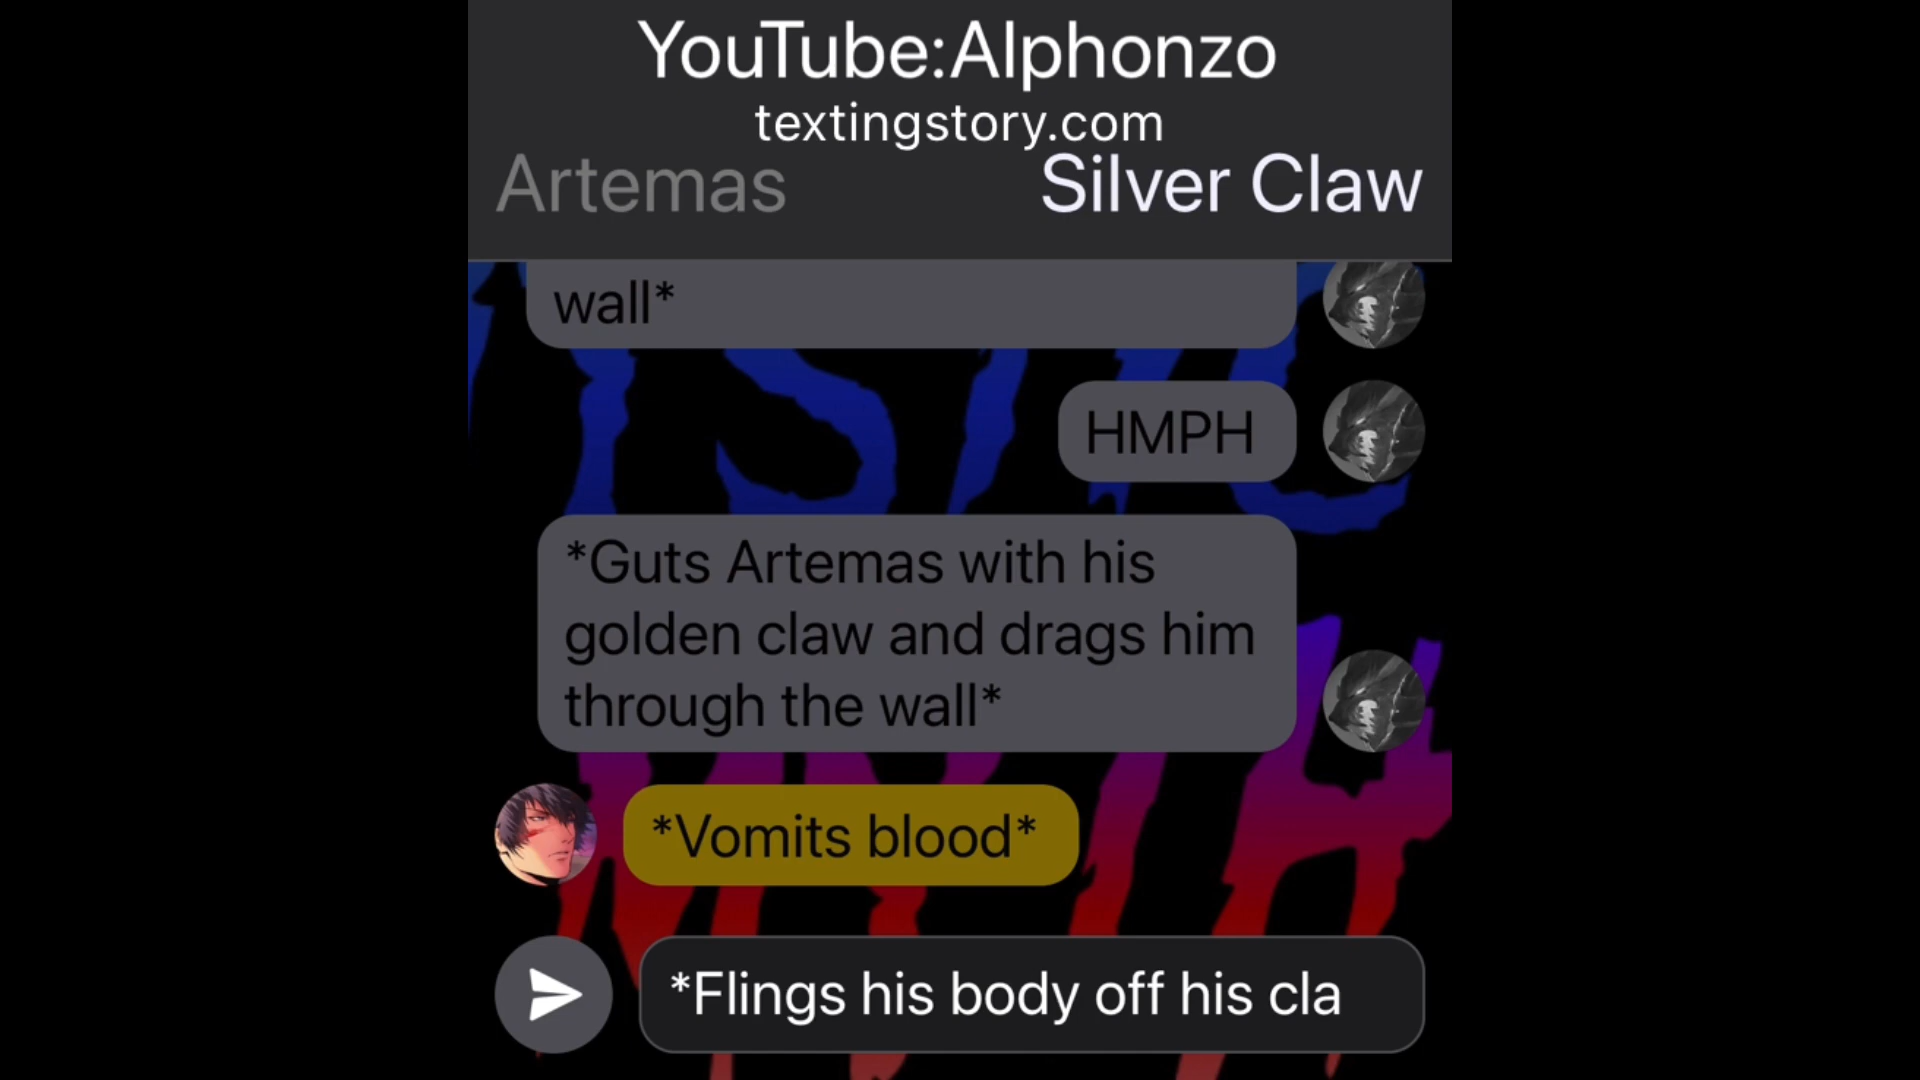 YouTube:Alphonzo
textingstory.com
Artemas
Silver Claw
wall*
HMPH
*Guts Artemas with his
golden claw and drags him
through the wall*
*Vomits blood*
*Flings his body off his cla